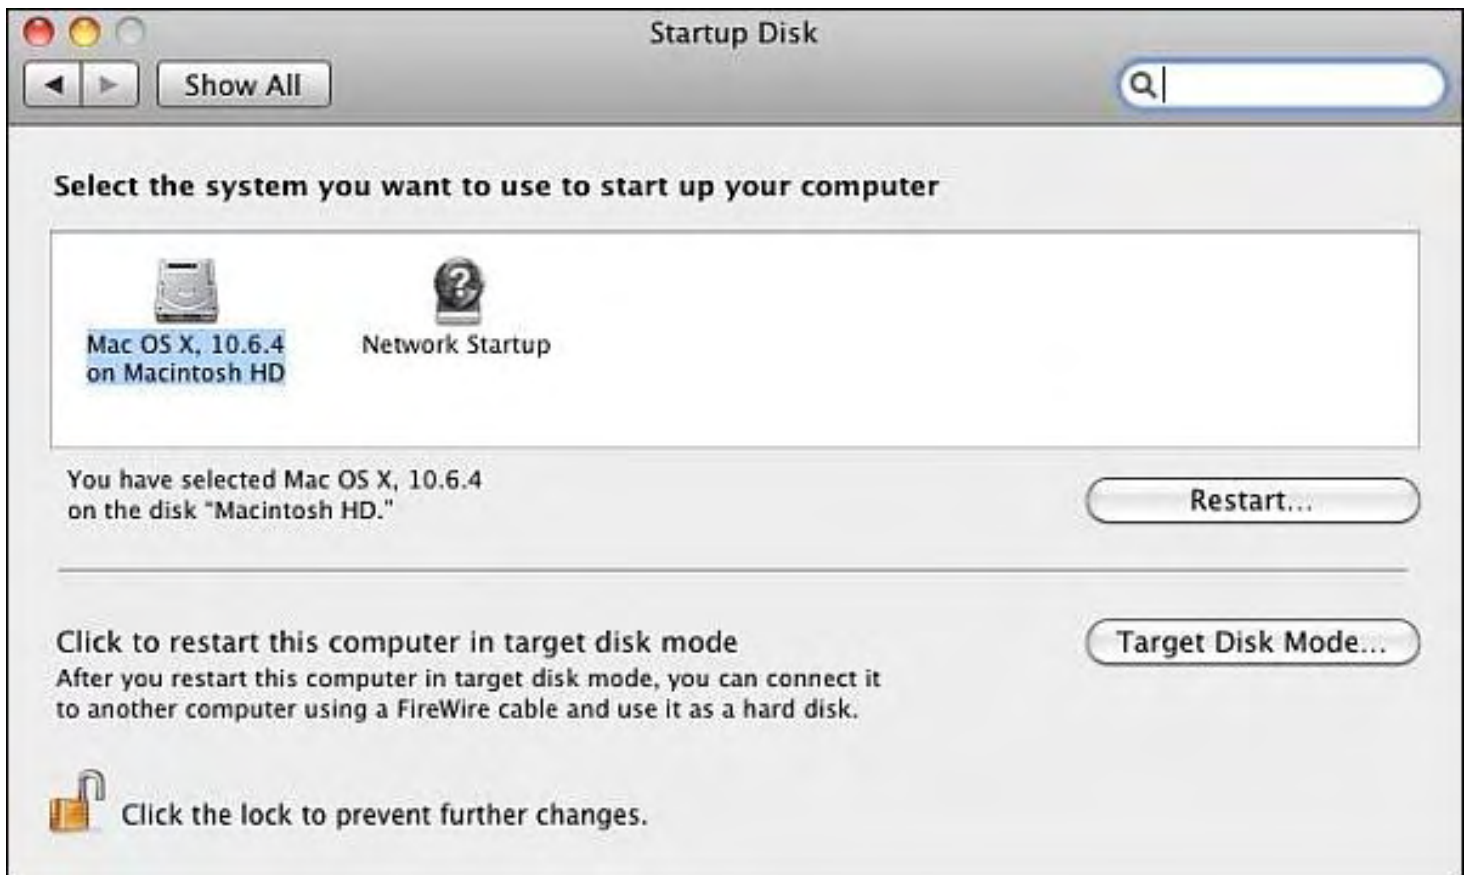 Startup Disk
Show All
Select the system you want to use to start up your computer
Mac OS X, 10.6.4
on Macintosh HD
Network Startup
You have selected Mac OS X, 10.6.4
on the disk “Macintosh HD.”
Restart...
Click to restart this computer in target disk mode
Target Disk Mode...
After you restart this computer in target disk mode, you can connect it
to another computer using a FireWire cable and use it as a hard disk.
Click the lock to prevent further changes.